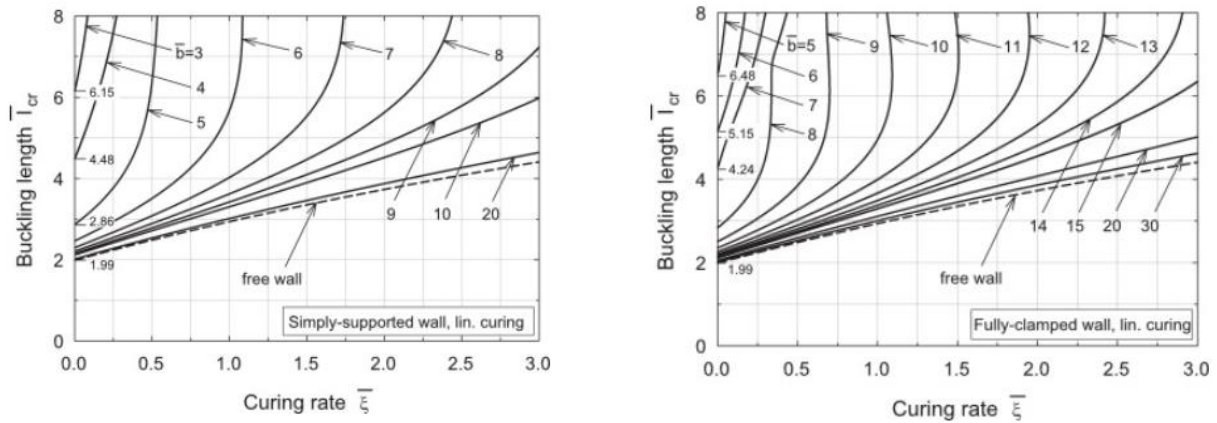 8
6
4
2
0
Buckling length l̅cr
b̅=3
4
5
6
7
8
9
10
20
6.15
4.48
2.86
1.99
free wall
Simply-supported wall, lin. curing
0.0 0.5 1.0 1.5 2.0 2.5 3.0
Curing rate ξ̅
8
6
4
2
0
Buckling length l̅cr
b̅=5
6
7
8
9
10
11
12
13
14 15 20 30
6.48
5.15
4.24
1.99
free wall
Fully-clamped wall, lin. curing
0.0 0.5 1.0 1.5 2.0 2.5 3.0
Curing rate ξ̅